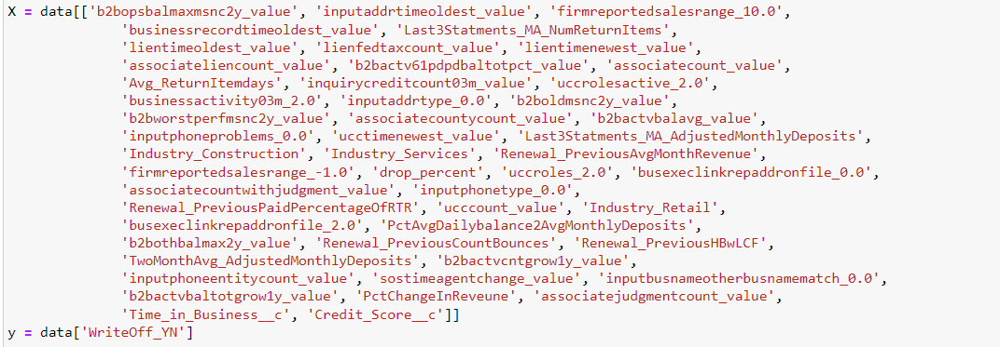 X = data[['b2bopsbalmaxmsnc2y_value', 'inputaddrtimeoldest_value', 'firmreportedsalesrange_10.0',
'businessrecordtimeoldest_value', 'Last3Statments_MA_NumReturnItems',
'lientimeoldest_value', 'lienfedtaxcount_value', 'lientimenewest_value',
'associateliencount_value', 'b2bactv61pdpdbaltotpct_value', 'associatecount_value',
'Avg_ReturnItemdays', 'inquirycreditcount03m_value', 'uccrolesactive_2.0',
'businessactivity03m_2.0', 'inputaddrtype_0.0', 'b2boldmsnc2y_value',
'b2bworstperfmsnc2y_value', 'associatecountycount_value', 'b2bactvbalavg_value',
'inputphoneproblems_0.0', 'ucctimenewest_value', 'Last3Statments_MA_AdjustedMonthlyDeposits',
'Industry_Construction', 'Industry_Services', 'Renewal_PreviousAvgMonthRevenue',
'firmreportedsalesrange_-1.0', 'drop_percent', 'uccroles_2.0', 'busexeclinkrepaddronfile_0.0',
'associatecountwithjudgment_value', 'inputphonetype_0.0',
'Renewal_PreviousPaidPercentageOfRTR', 'ucccount_value', 'Industry_Retail',
'busexeclinkrepaddronfile_2.0', 'PctAvgDailybalance2AvgMonthlyDeposits',
'b2bothbalmax2y_value', 'Renewal_PreviousCountBounces', 'Renewal_PreviousHBwLCF',
'TwoMonthAvg_AdjustedMonthlyDeposits', 'b2bactvcntgrow1y_value',
'inputphoneentitycount_value', 'sostimeagentchange_value', 'inputbusnameotherbusnamematch_0.0',
'b2bactvbaltotgrow1y_value', 'PctChangeInReveune', 'associatejudgmentcount_value',
'Time_in_Business__c', 'Credit_Score__c']]
y = data['WriteOff_YN']